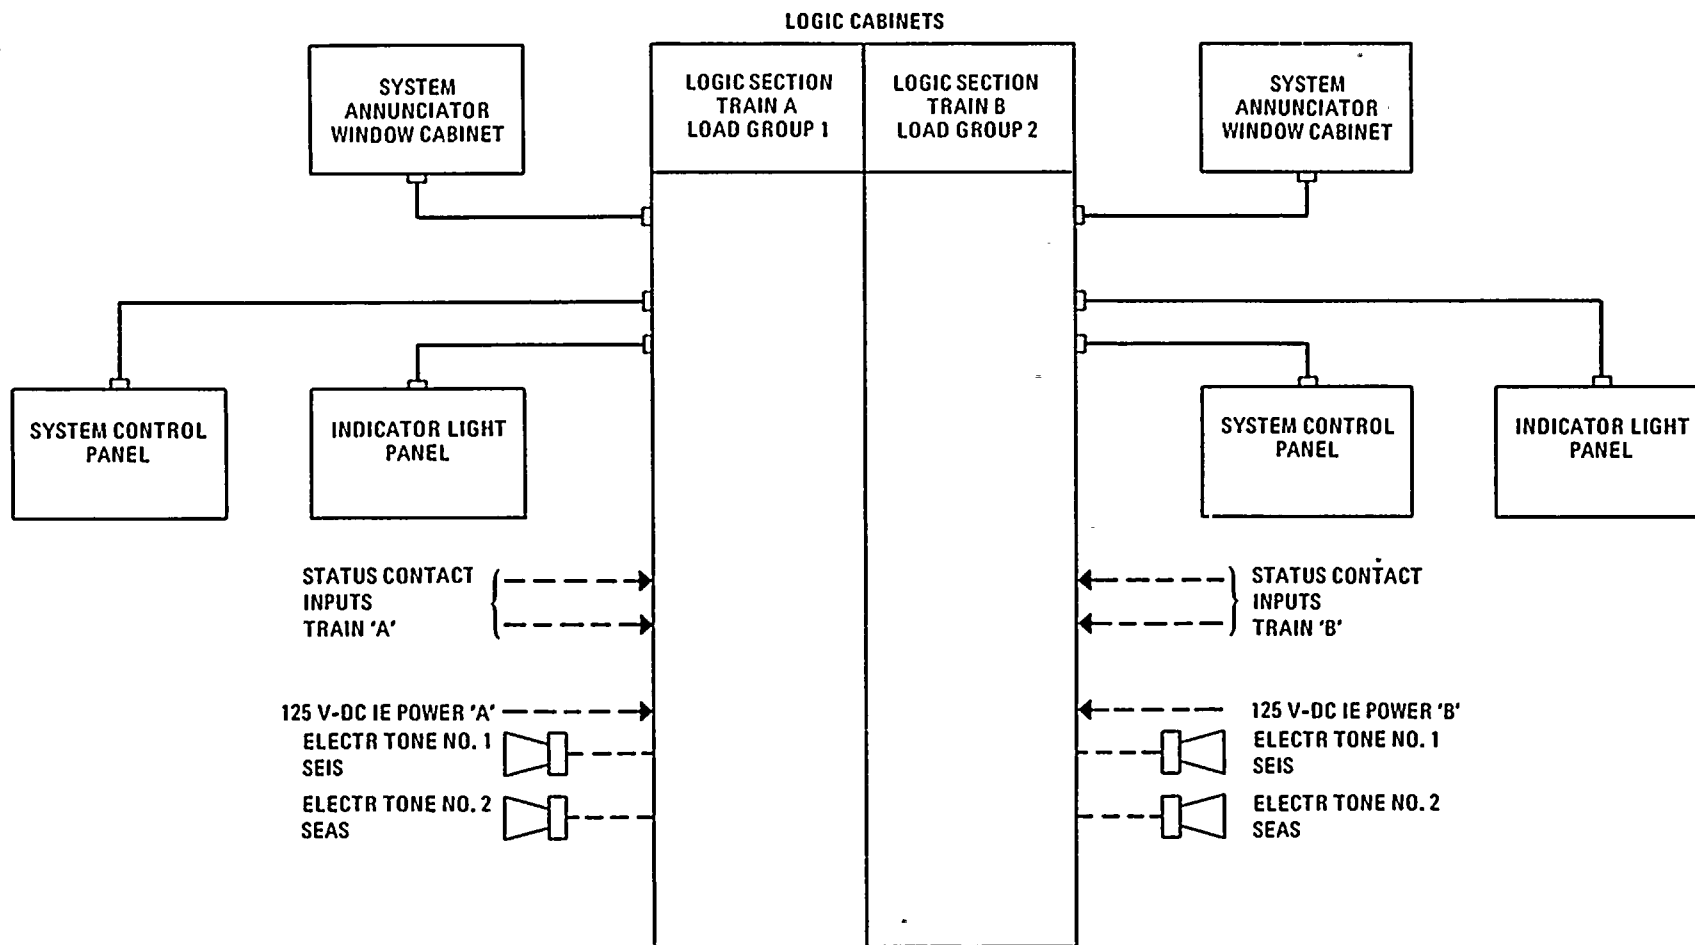 LOGIC CABINETS
SYSTEM
ANNUNCIATOR
WINDOW CABINET
LOGIC SECTION
TRAIN A
LOAD GROUP 1
LOGIC SECTION
TRAIN B
LOAD GROUP 2
SYSTEM
ANNUNCIATOR
WINDOW CABINET
SYSTEM CONTROL
PANEL
INDICATOR LIGHT
PANEL
SYSTEM CONTROL
PANEL
INDICATOR LIGHT
PANEL
STATUS CONTACT
INPUTS
TRAIN 'A'
STATUS CONTACT
INPUTS
TRAIN 'B'
125 V-DC IE POWER 'A'
125 V-DC IE POWER 'B'
ELECTR TONE NO. 1
SEIS
ELECTR TONE NO. 1
SEIS
ELECTR TONE NO. 2
SEAS
ELECTR TONE NO. 2
SEAS